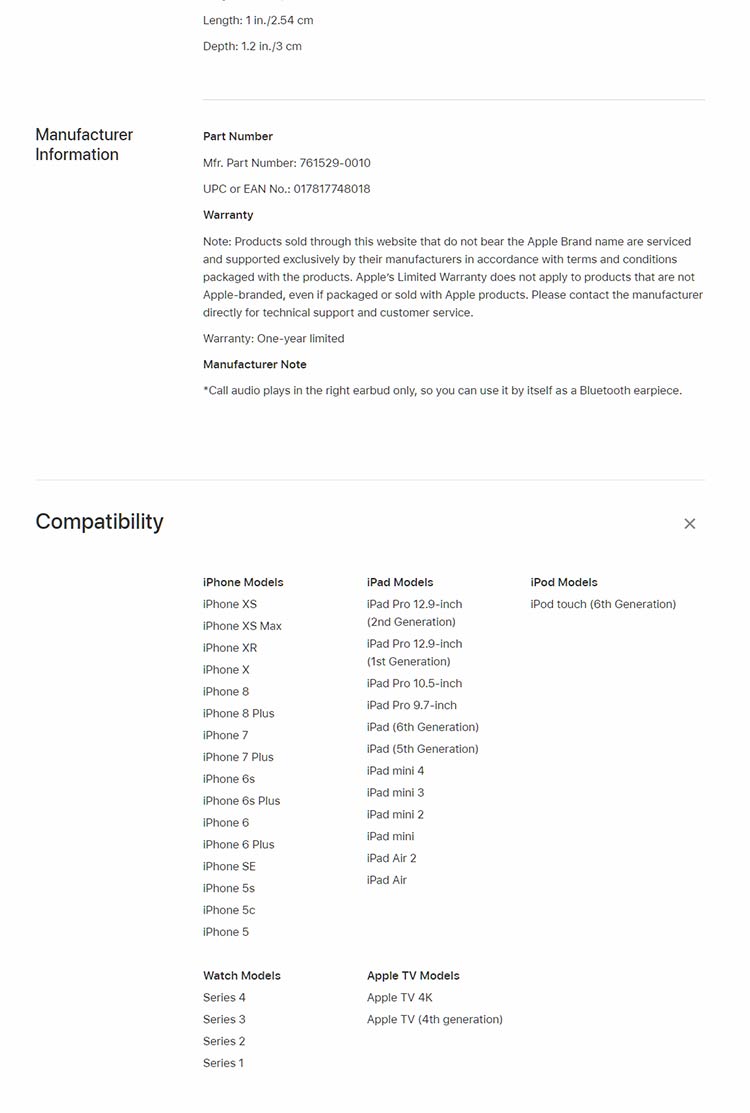 Length: 1 in./2.54 cm
Depth: 1.2 in./3 cm
Manufacturer
Information
Part Number
Mfr. Part Number: 761529-0010
UPC or EAN No.: 017817748018
Warranty
Note: Products sold through this website that do not bear the Apple Brand name are serviced
and supported exclusively by their manufacturers in accordance with terms and conditions
packaged with the products. Apple's Limited Warranty does not apply to products that are not
Apple-branded, even if packaged or sold with Apple products. Please contact the manufacturer
directly for technical support and customer service.
Warranty: One-year limited
Manufacturer Note
*Call audio plays in the right earbud only, so you can use it by itself as a Bluetooth earpiece.
Compatibility
iPhone Models
iPhone XS
iPhone XS Max
iPhone XR
iPhone X
iPhone 8
iPhone 8 Plus
iPhone 7
iPhone 7 Plus
iPhone 6s
iPhone 6s Plus
iPhone 6
iPhone 6 Plus
iPhone SE
iPhone 5s
iPhone 5c
iPhone 5
iPad Models
iPad Pro 12.9-inch
(2nd Generation)
iPad Pro 12.9-inch
(1st Generation)
iPad Pro 10.5-inch
iPad Pro 9.7-inch
iPad (6th Generation)
iPad (5th Generation)
iPad mini 4
iPad mini 3
iPad mini 2
iPad mini
iPad Air 2
iPad Air
iPod Models
iPod touch (6th Generation)
Watch Models
Series 4
Series 3
Series 2
Series 1
Apple TV Models
Apple TV 4K
Apple TV (4th generation)